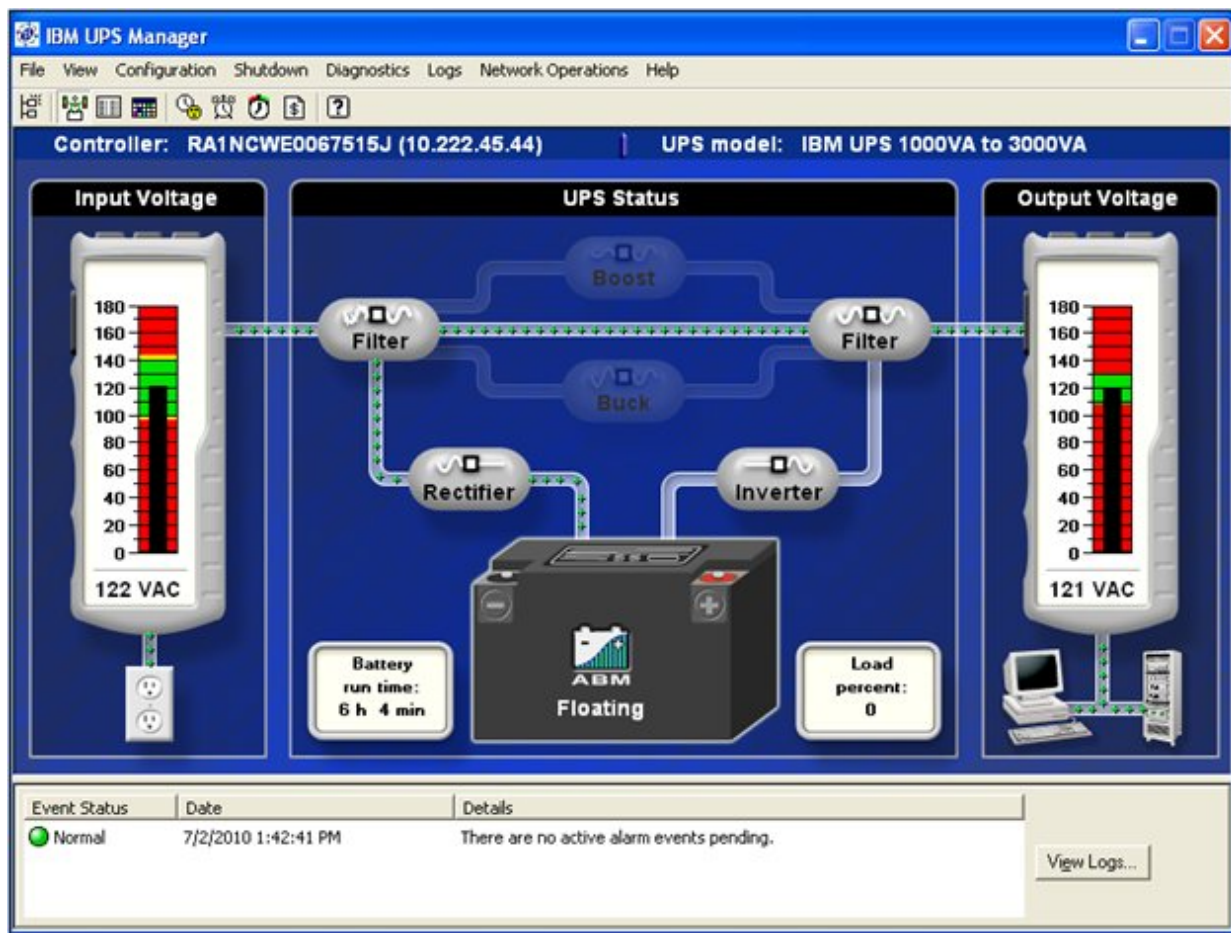 IBM UPS Manager
File View Configuration Shutdown Diagnostics Logs Network Operations Help
Controller: RA1NCWE0067515J (10.222.45.44) UPS model: IBM UPS 1000VA to 3000VA
Input Voltage
180
160
140
120
100
80
60
40
20
0
122 VAC
UPS Status
Boost
Filter
Filter
Buck
Rectifier
Inverter
Battery
run time:
6 h 4 min
ABM
Floating
Load
percent:
0
Output Voltage
180
160
140
120
100
80
60
40
20
0
121 VAC
Event Status Date Details
Normal 7/2/2010 1:42:41 PM There are no active alarm events pending.
View Logs...